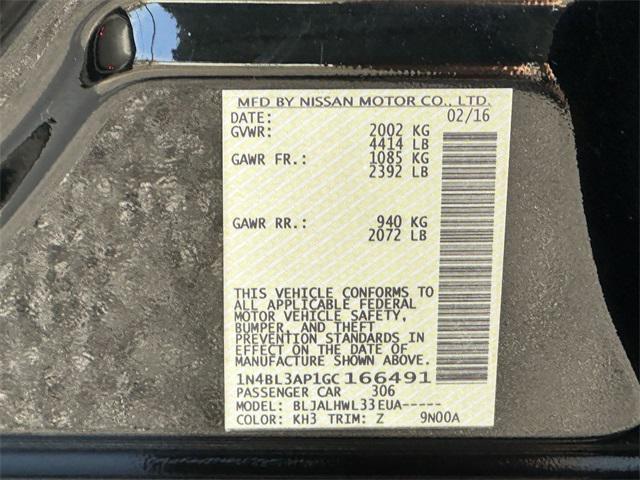 MFD BY NISSAN MOTOR CO., LTD.
DATE: 02/16
GVWR: 2002 KG
4414 LB
GAWR FR.: 1085 KG
2392 LB
GAWR RR.: 940 KG
2072 LB
THIS VEHICLE CONFORMS TO
ALL APPLICABLE FEDERAL
MOTOR VEHICLE SAFETY,
BUMPER, AND THEFT
PREVENTION STANDARDS IN
EFFECT ON THE DATE OF
MANUFACTURE SHOWN ABOVE.
1N4BL3AP1GC166491
PASSENGER CAR 306
MODEL: BLJALHWL33EUA-----
COLOR: KH3 TRIM: Z 9N00A